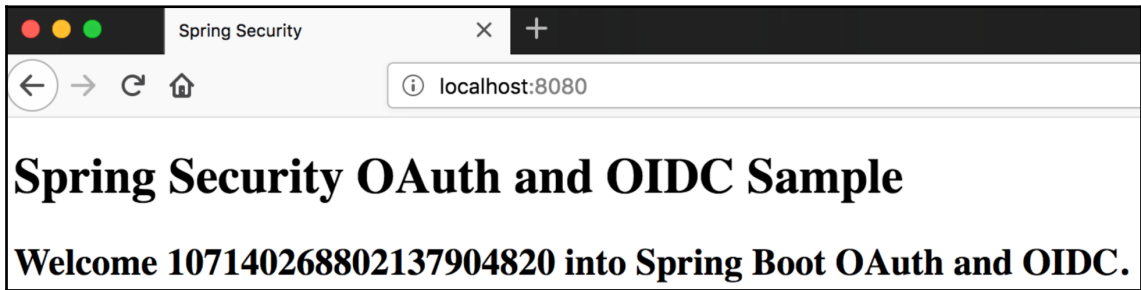 Spring Security
localhost:8080
Spring Security OAuth and OIDC Sample
Welcome 107140268802137904820 into Spring Boot OAuth and OIDC.